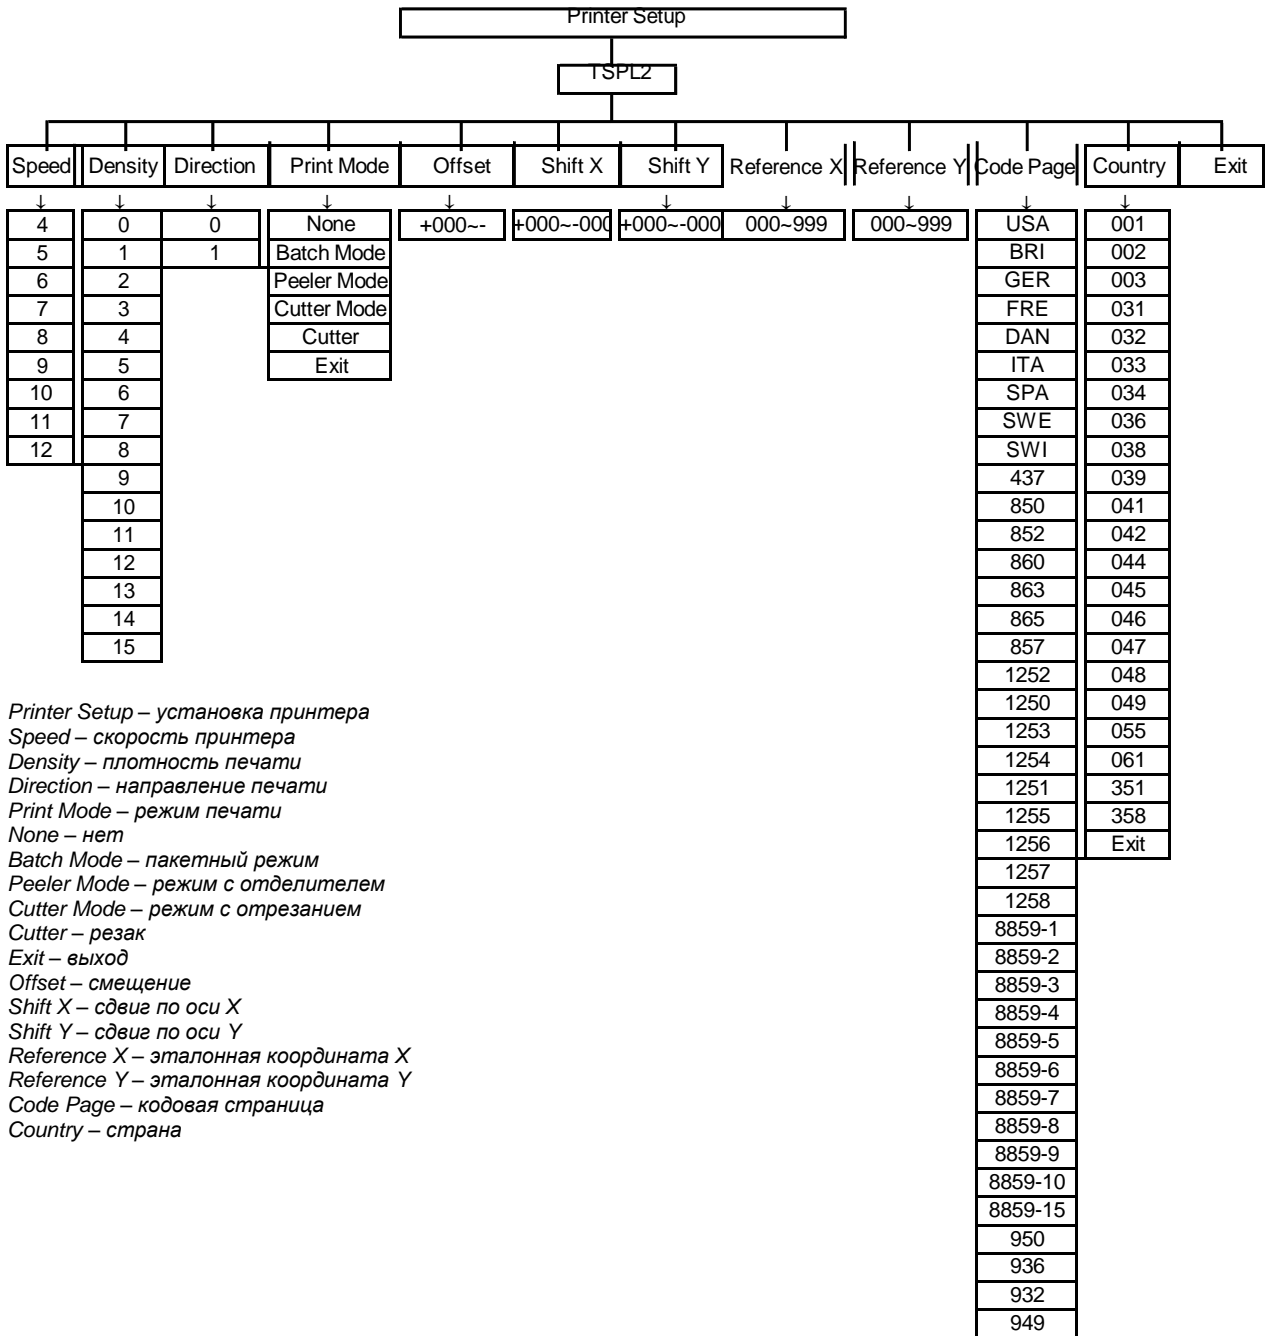 Printer Setup
TSPL2
Speed Density Direction Print Mode Offset Shift X Shift Y Reference X Reference Y Code Page Country Exit
↓ ↓ ↓ ↓ ↓ ↓ ↓ ↓ ↓ ↓ ↓
4 0 0 None +000~- +000~-000 +000~-000 000~999 000~999 USA 001
5 1 1 Batch Mode BRI 002
6 2 Peeler Mode GER 003
7 3 Cutter Mode FRE 031
8 4 Cutter DAN 032
9 5 Exit ITA 033
10 6 SPA 034
11 7 SWE 036
12 8 SWI 038
9 437 039
10 850 041
11 852 042
12 860 044
13 863 045
14 865 046
15 857 047
1252 048
1250 049
1253 055
1254 061
1251 351
1255 358
1256 Exit
1257
1258
8859-1
8859-2
8859-3
8859-4
8859-5
8859-6
8859-7
8859-8
8859-9
8859-10
8859-15
950
936
932
949
Printer Setup – установка принтера
Speed – скорость принтера
Density – плотность печати
Direction – направление печати
Print Mode – режим печати
None – нет
Batch Mode – пакетный режим
Peeler Mode – режим с отделителем
Cutter Mode – режим с отрезанием
Cutter – резак
Exit – выход
Offset – смещение
Shift X – сдвиг по оси X
Shift Y – сдвиг по оси Y
Reference X – эталонная координата X
Reference Y – эталонная координата Y
Code Page – кодовая страница
Country – страна